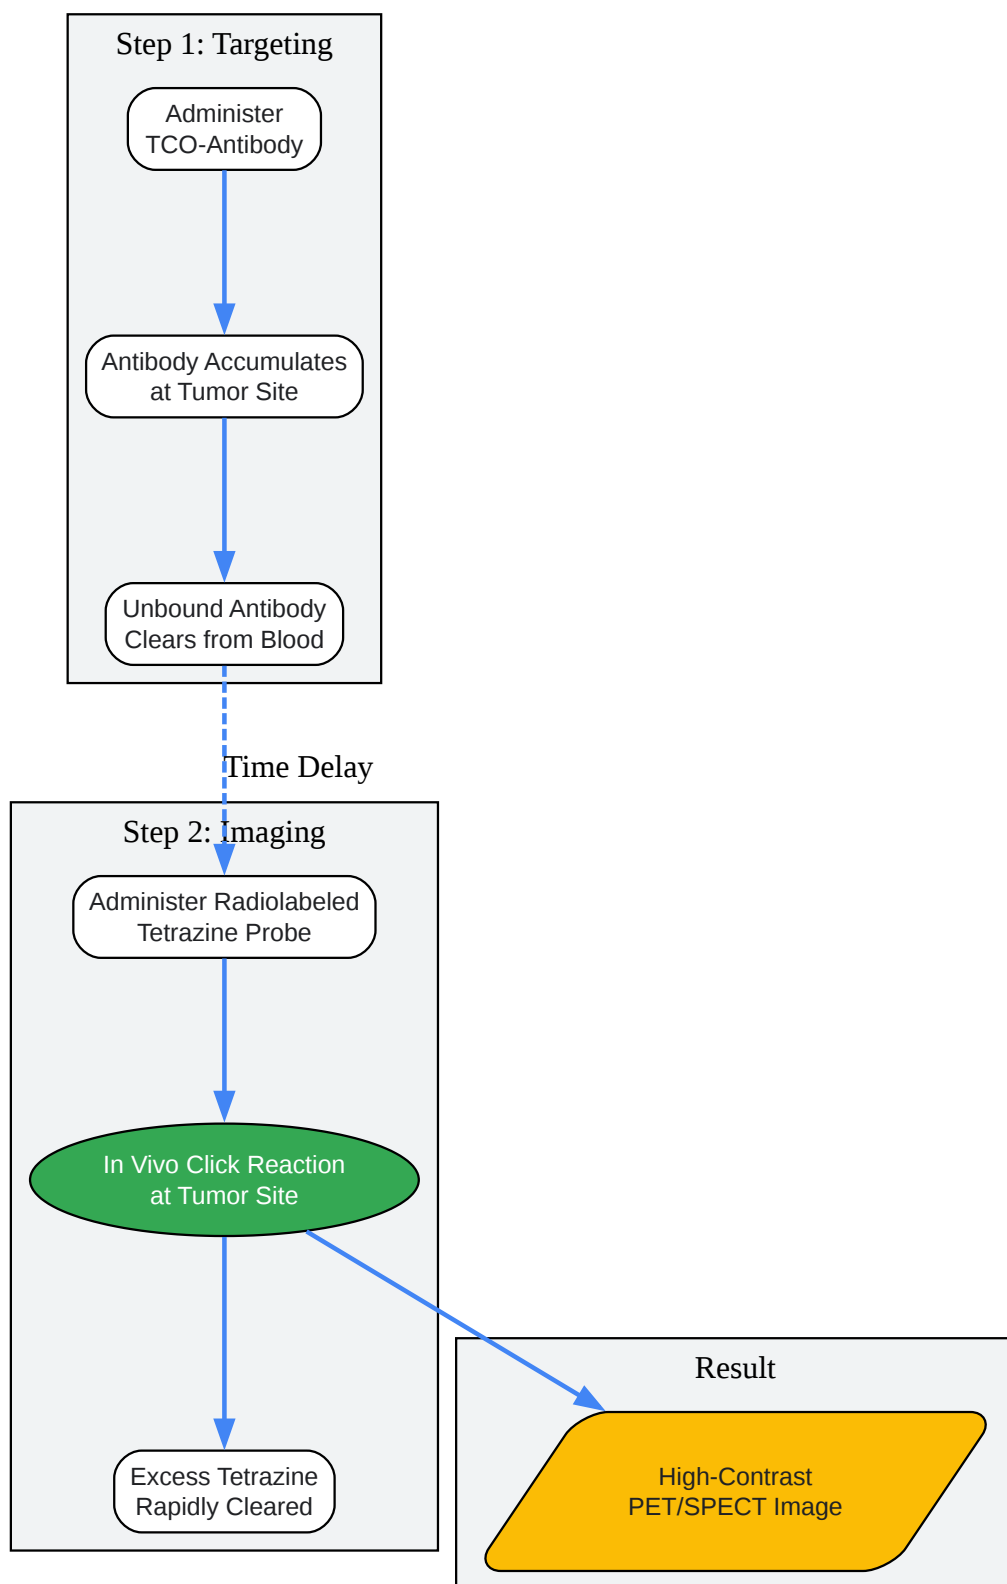 Step 1: Targeting
Administer
TCO-Antibody
Antibody Accumulates
at Tumor Site
Unbound Antibody
Clears from Blood
Time Delay
Step 2: Imaging
Administer Radiolabeled
Tetrazine Probe
In Vivo Click Reaction
at Tumor Site
Excess Tetrazine
Rapidly Cleared
Result
High-Contrast
PET/SPECT Image